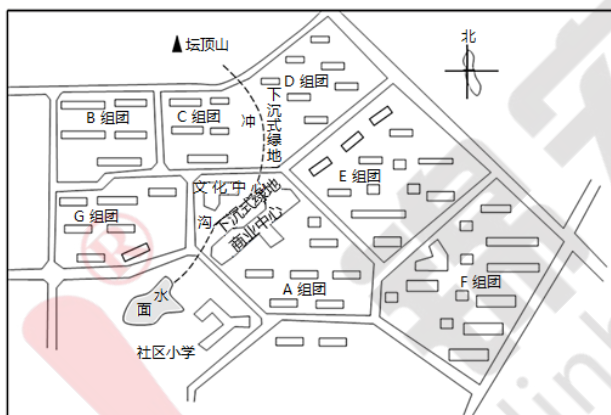 ▲坛顶山
北
D 组团
B 组团
C 组团
冲
下沉式绿地
E 组团
文化中心
G 组团
沟
下沉式绿地
商业中心
A 组团
F 组团
水面
社区小学